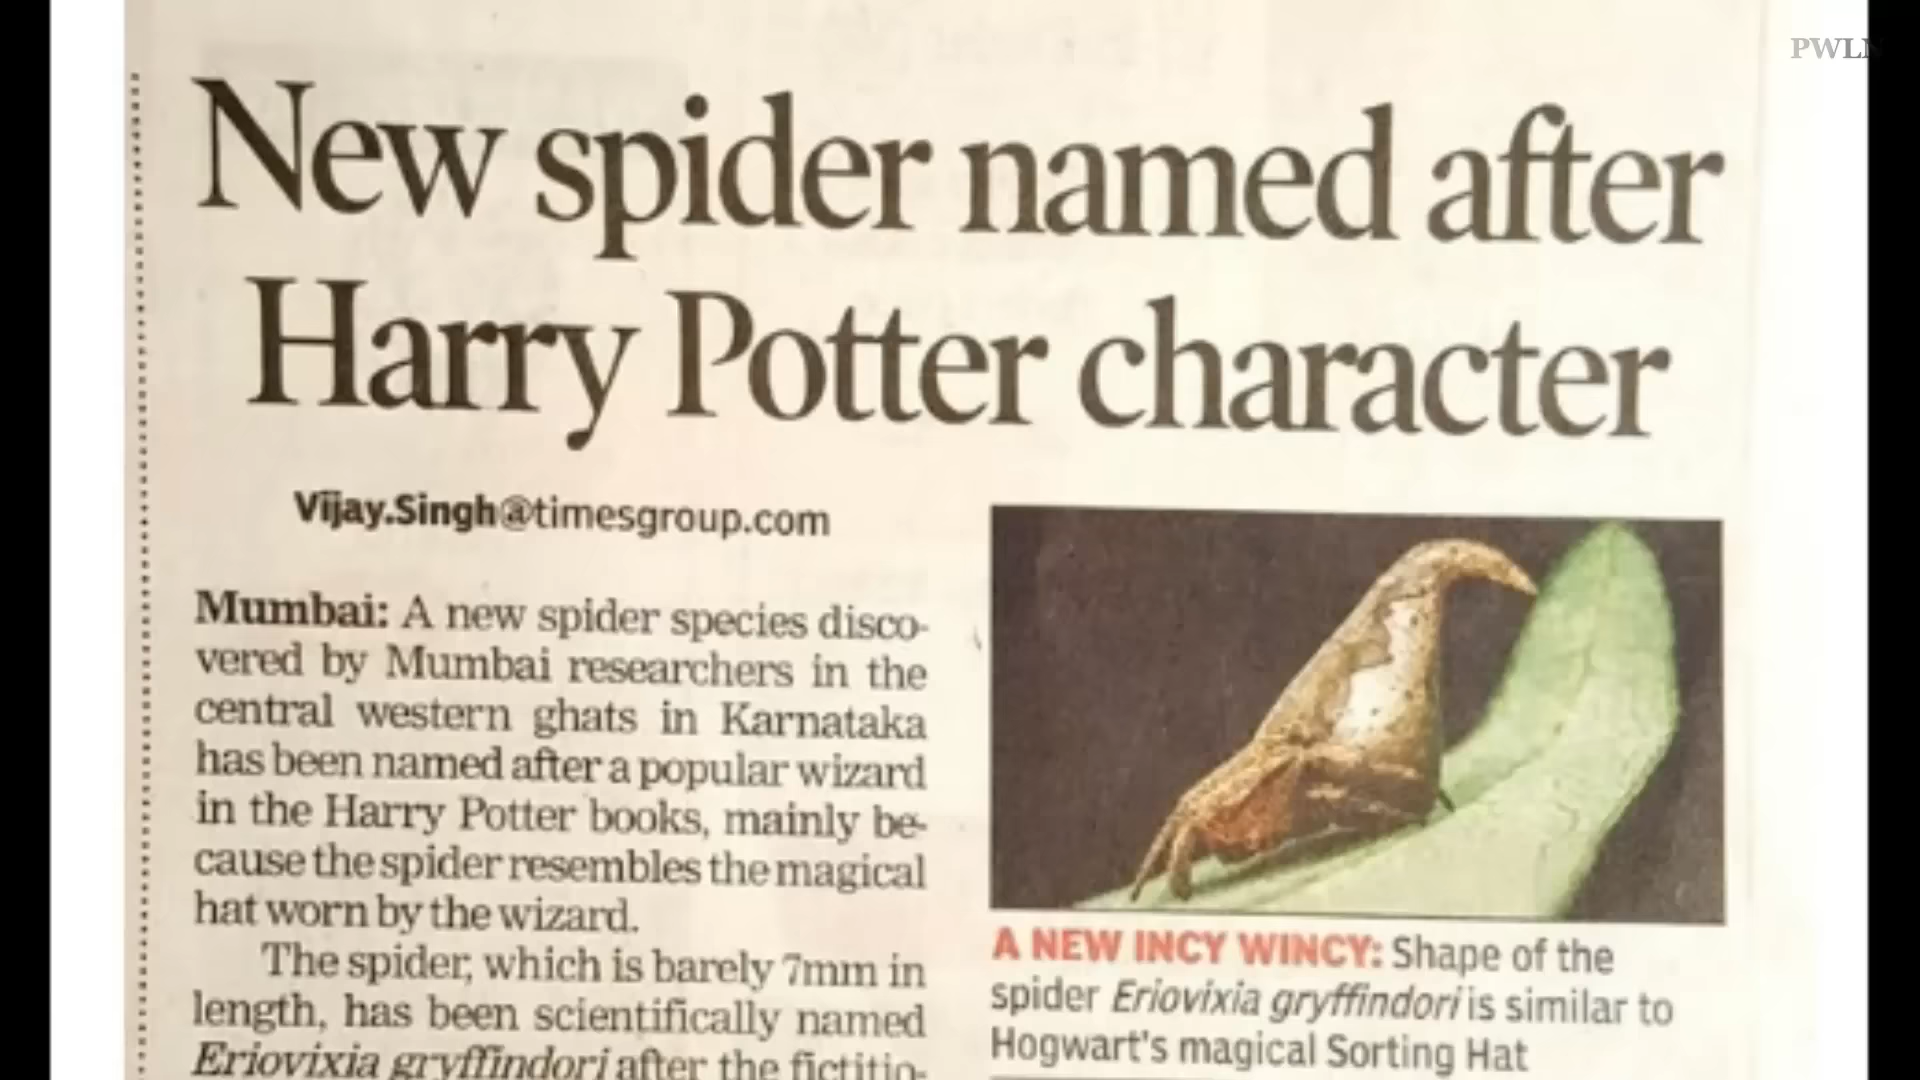 PWLN
New spider named after
Harry Potter character
Vijay.Singh@timesgroup.com
Mumbai: A new spider species disco-
vered by Mumbai researchers in the
central western ghats in Karnataka
has been named after a popular wizard
in the Harry Potter books, mainly be-
cause the spider resembles the magical
hat worn by the wizard.
The spider, which is barely 7mm in
length, has been scientifically named
Eriovixia gryffindori after the fictitio-
A NEW INCY WINCY: Shape of the
spider Eriovixia gryffindori is similar to
Hogwart's magical Sorting Hat